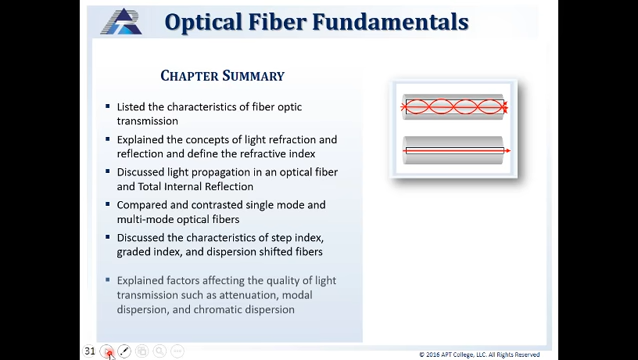 Optical Fiber Fundamentals
CHAPTER SUMMARY
Listed the characteristics of fiber optic
transmission
Explained the concepts of light refraction and
reflection and define the refractive index
Discussed light propagation in an optical fiber
and Total Internal Reflection
Compared and contrasted single mode and
multi-mode optical fibers
Discussed the characteristics of step index,
graded index, and dispersion shifted fibers
Explained factors affecting the quality of light
transmission such as attenuation, modal
dispersion, and chromatic dispersion
31
© 2016 APT College, LLC. All Rights Reserved